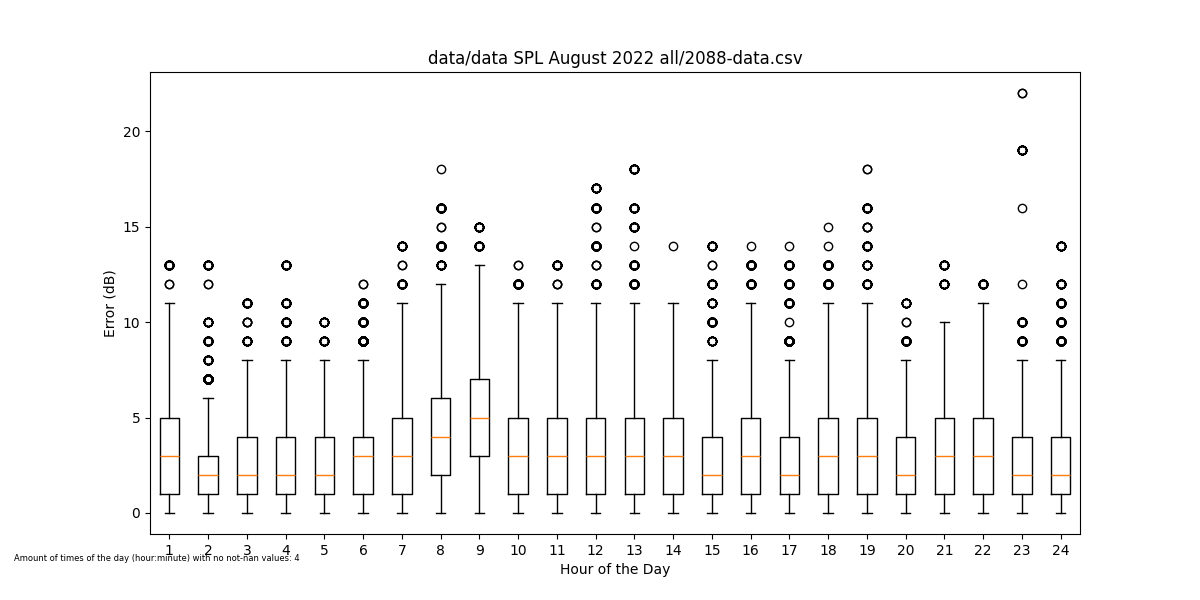 data/data SPL August 2022 all/2088-data.csv
Error (dB)
20
15
10
5
0
1 2 3 4 5 6 7 8 9 10 11 12 13 14 15 16 17 18 19 20 21 22 23 24
Amount of times of the day (hour:minute) with no not-nan values: 4
Hour of the Day